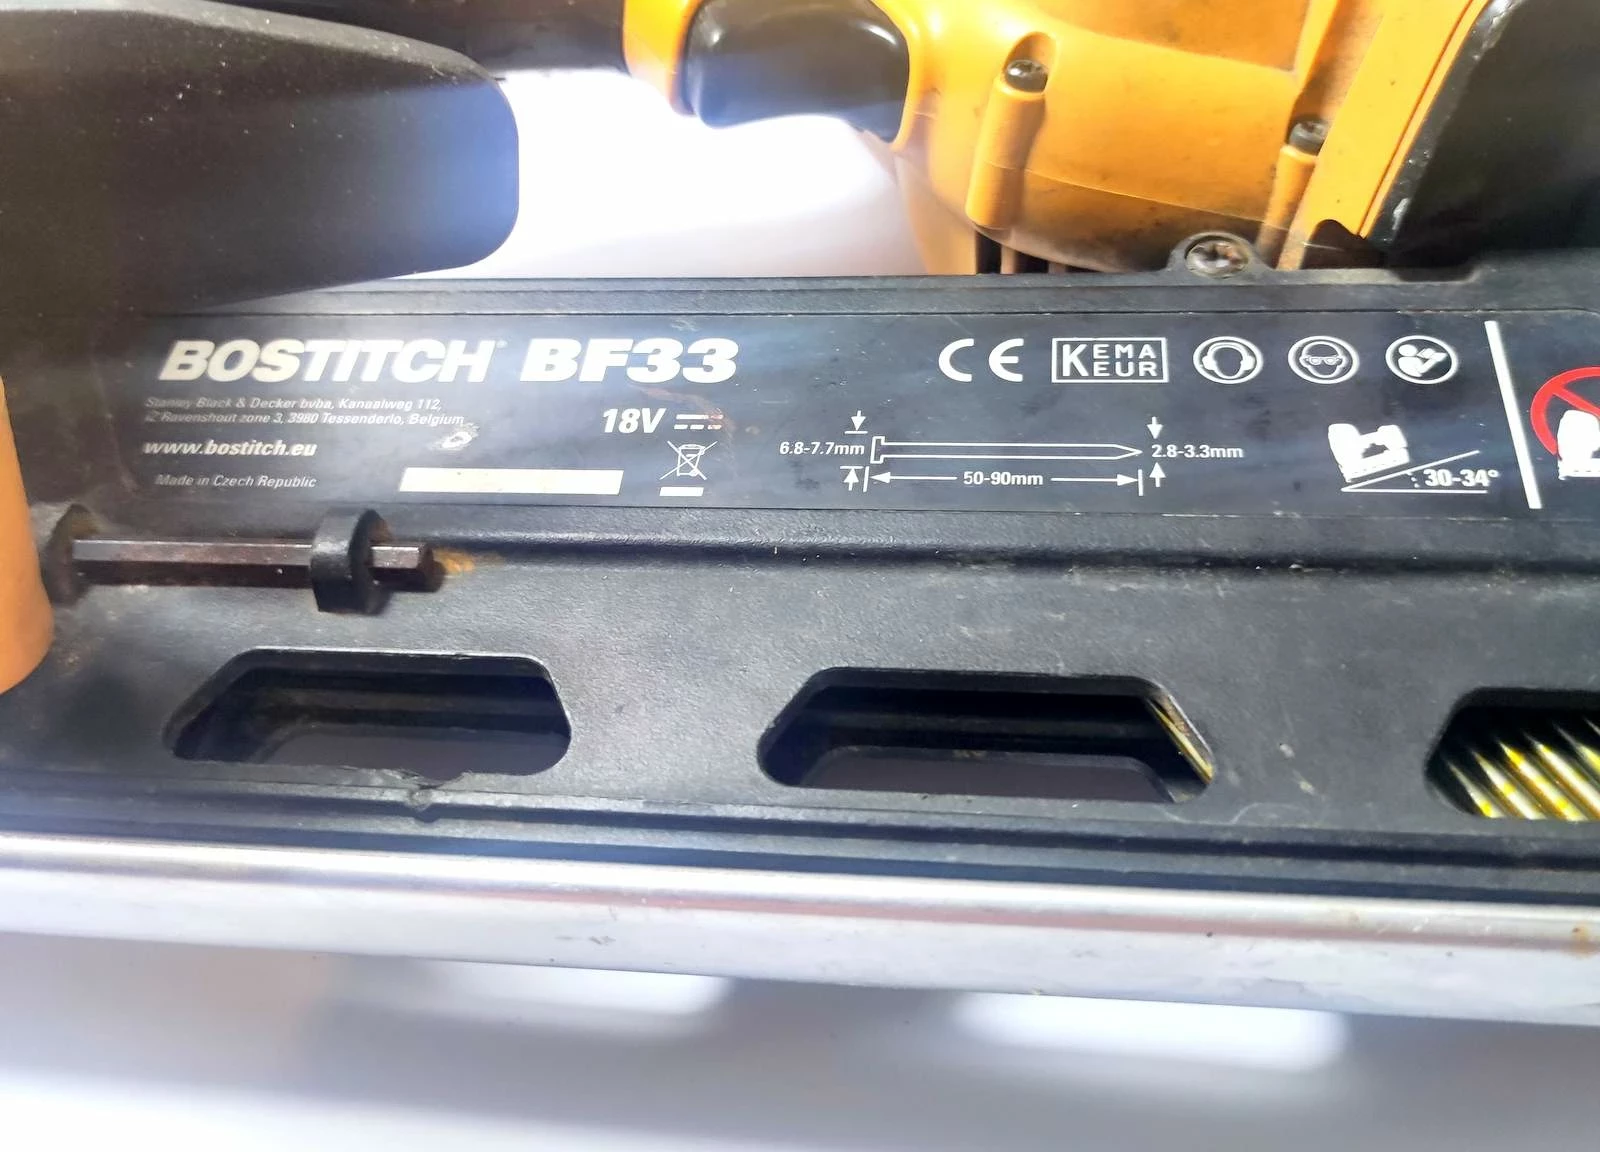 BOSTITCH® BF33
Stanley Black & Decker bvba, Kanaalweg 112,
IZ Ravenshout zone 3, 3980 Tessenderlo, Belgium
www.bostitch.eu
Made in Czech Republic
18V
CE
KEMA
KEUR
6.8-7.7mm
2.8-3.3mm
50-90mm
30-34°